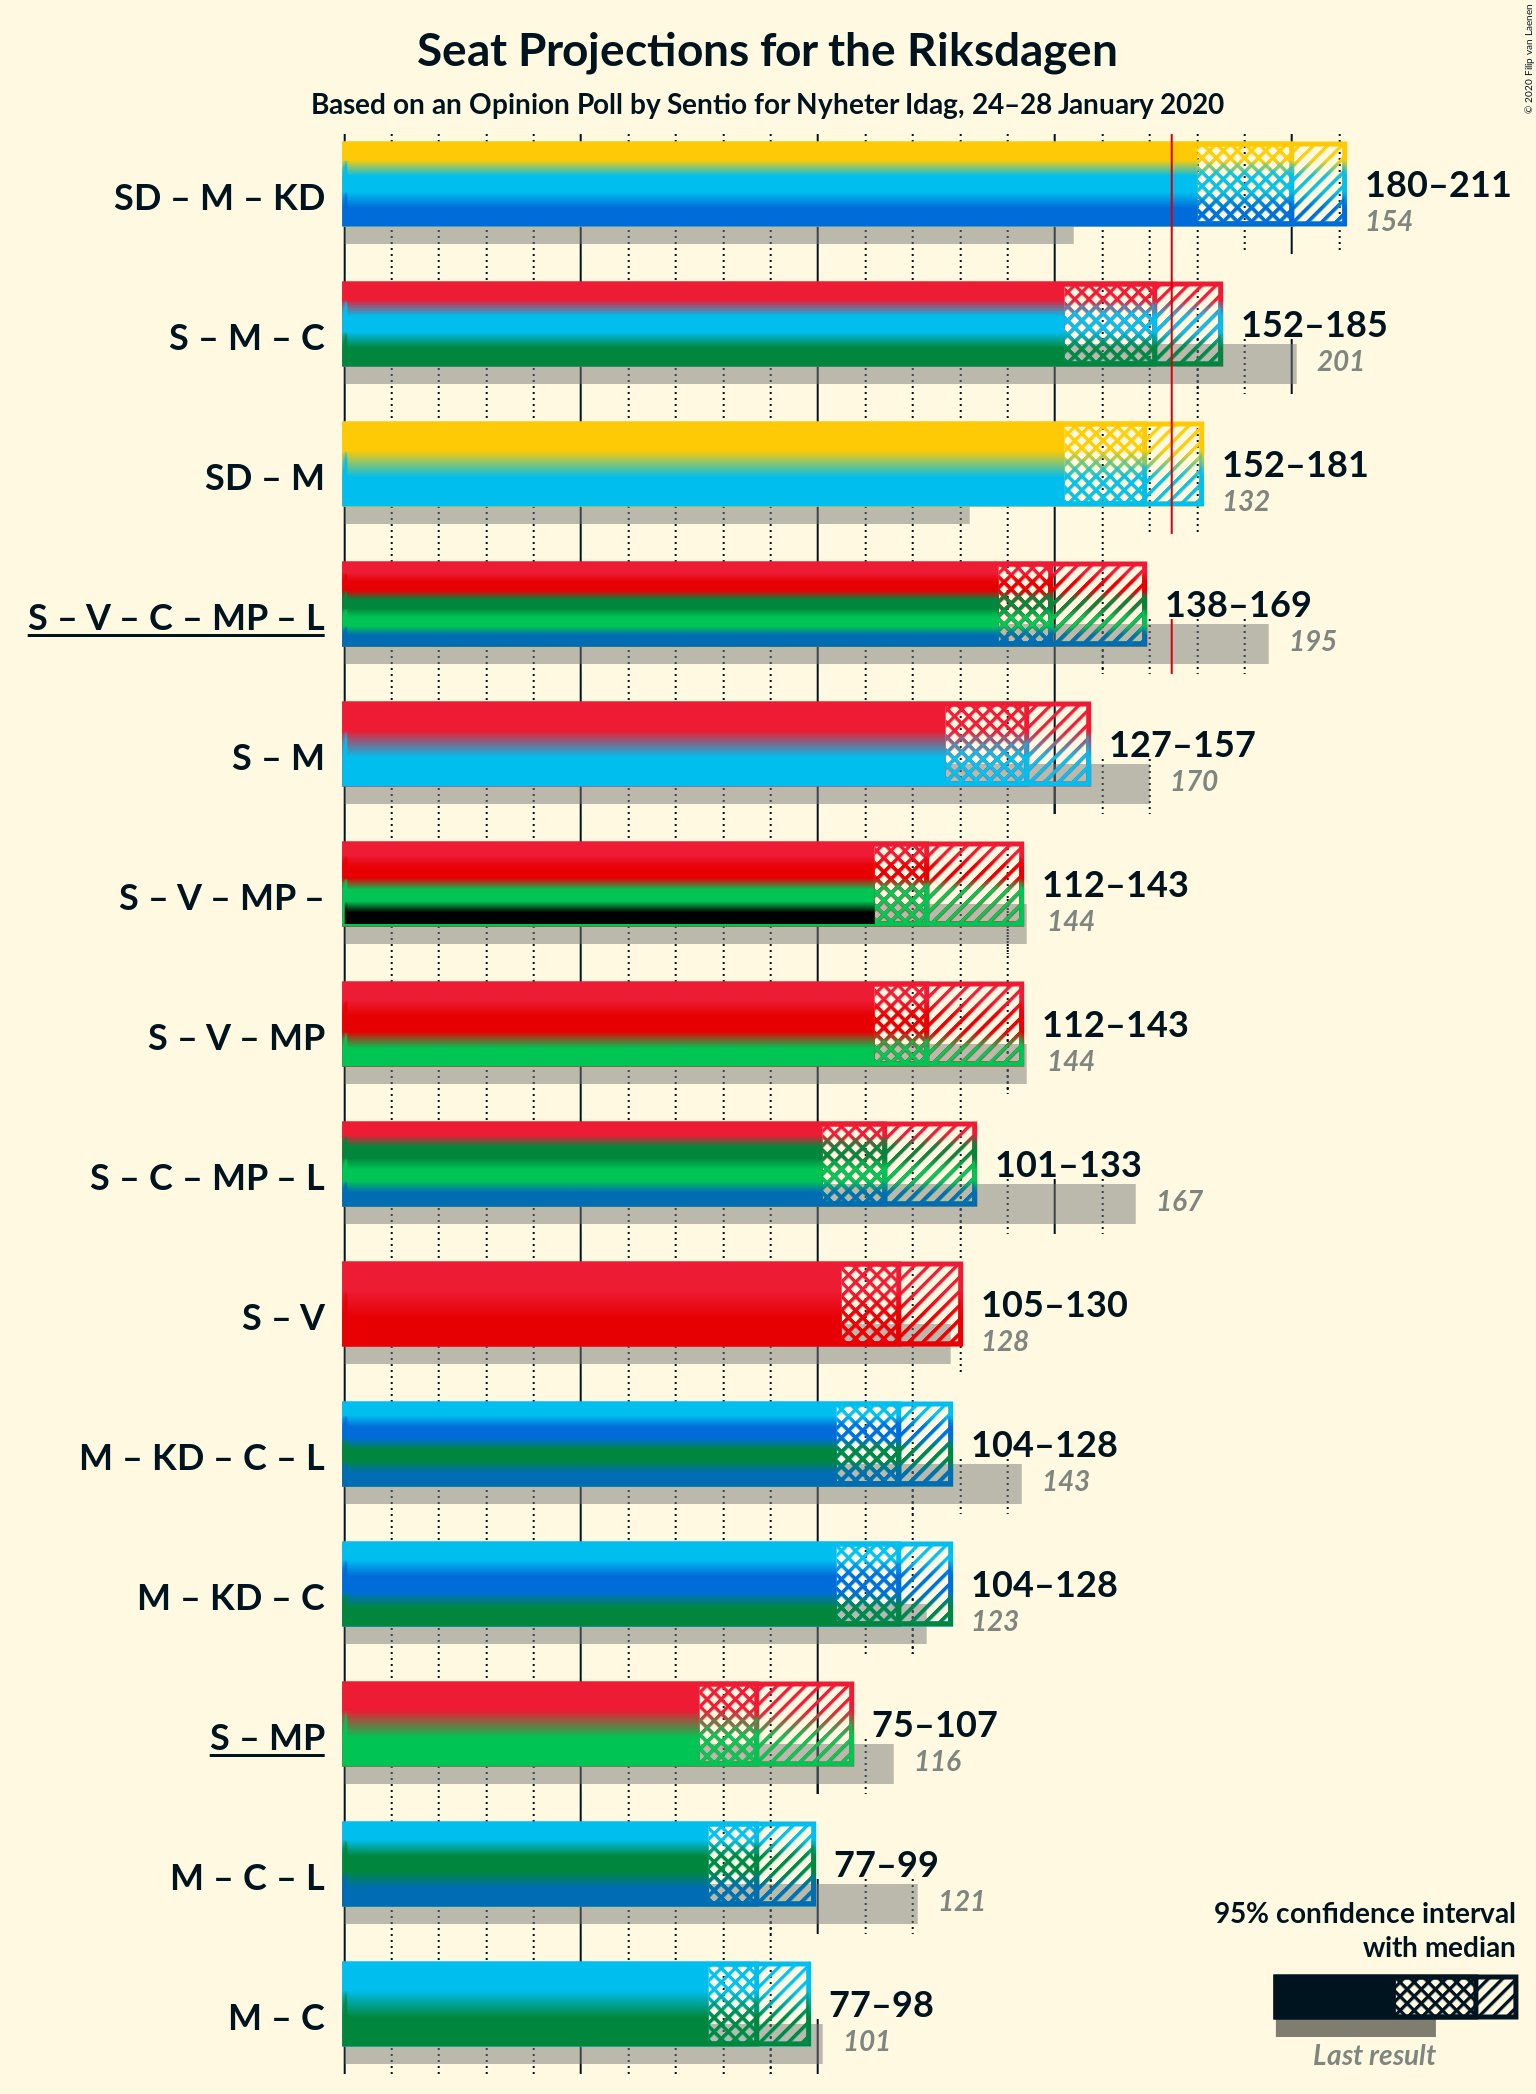 Seat Projections for the Riksdagen
Based on an Opinion Poll by Sentio for Nyheter Idag, 24–28 January 2020
© 2020 Filip van Laenen
SD – M – KD
180–211
154
S – M – C
152–185
201
SD – M
152–181
132
S – V – C – MP – L
138–169
195
S – M
127–157
170
S – V – MP –
112–143
144
S – V – MP
112–143
144
S – C – MP – L
101–133
167
S – V
105–130
128
M – KD – C – L
104–128
143
M – KD – C
104–128
123
S – MP
75–107
116
M – C – L
77–99
121
M – C
77–98
101
95% confidence interval
with median
Last result